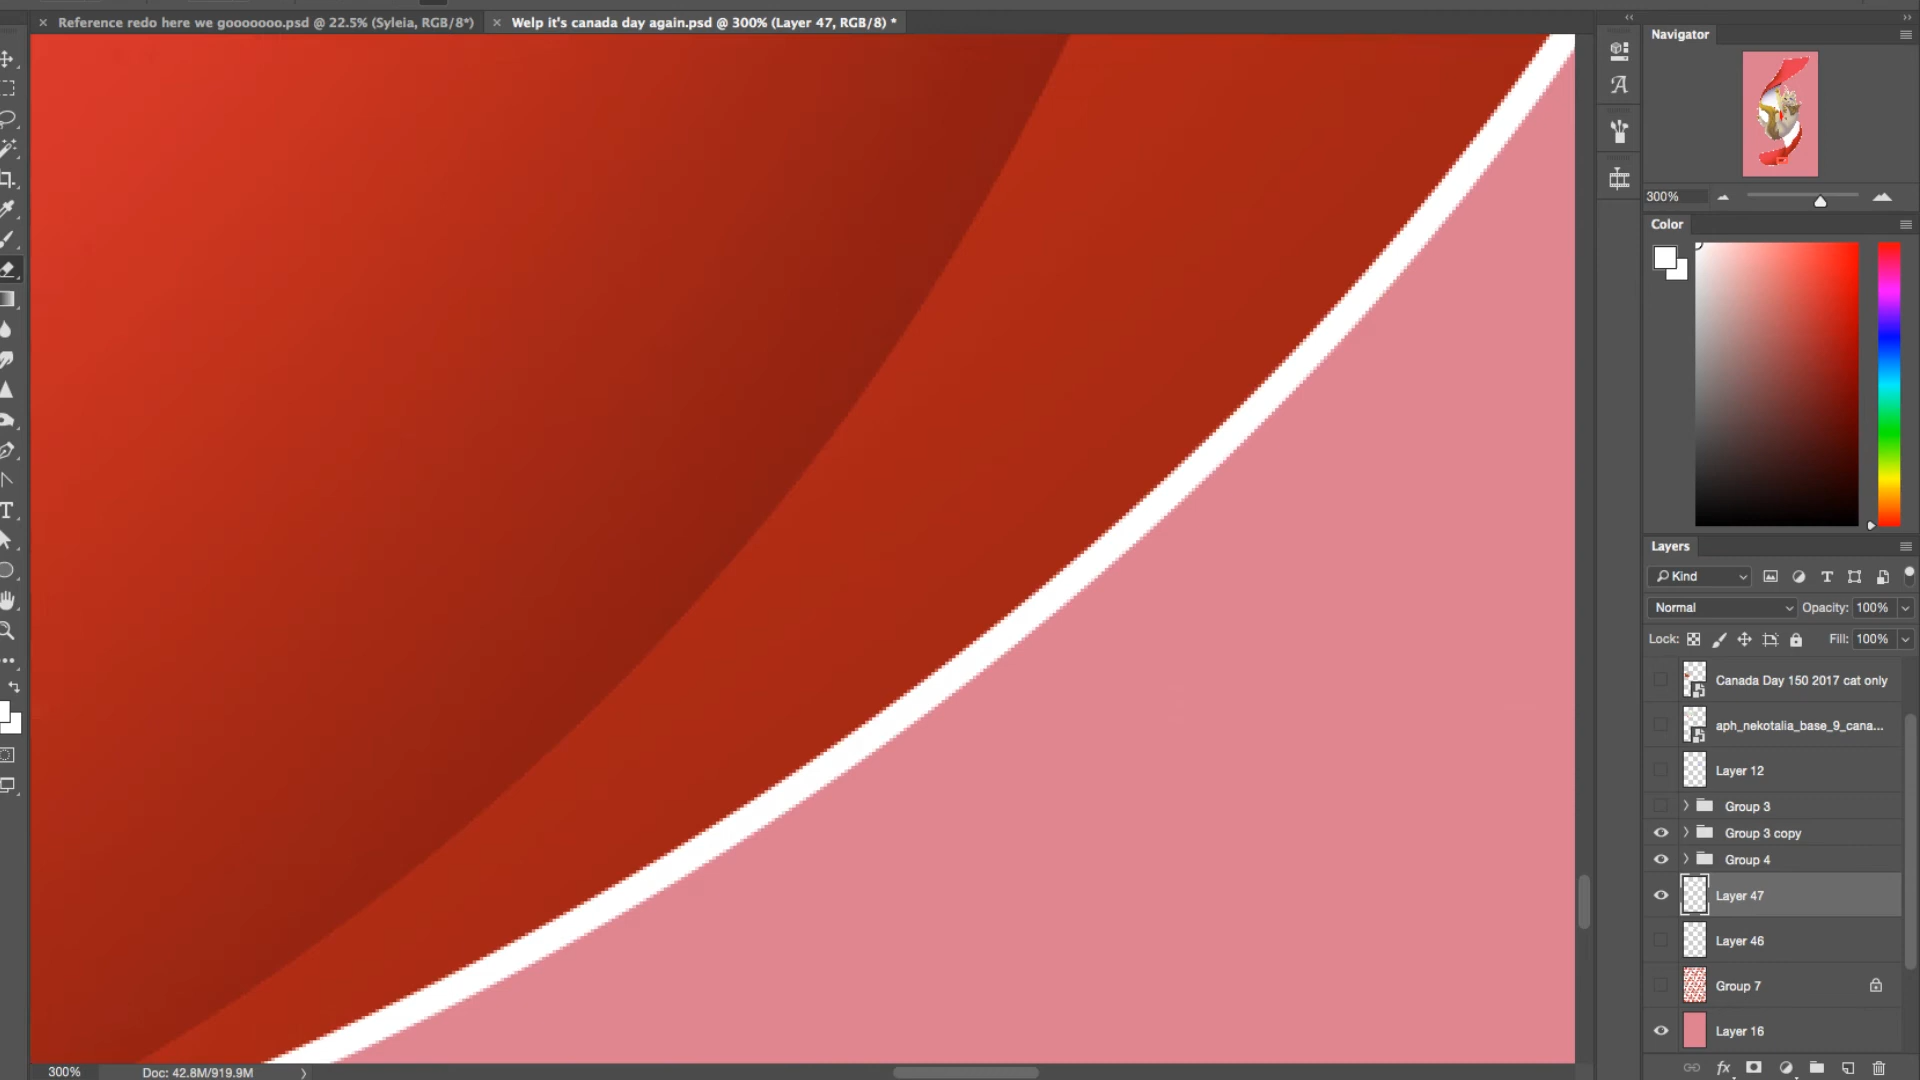 Reference redo here we gooooooo.psd @ 22.5% (Syleia, RGB/8*)
Welp it's canada day again.psd @ 300% (Layer 47, RGB/8) *
Navigator
300%
Color
Layers
Kind
Normal
Opacity: 100%
Lock:
Fill: 100%
Canada Day 150 2017 cat only
aph_nekotalia_base_9_cana...
Layer 12
Group 3
Group 3 copy
Group 4
Layer 47
Layer 46
Group 7
Layer 16
fx
300%
Doc: 42.8M/919.9M